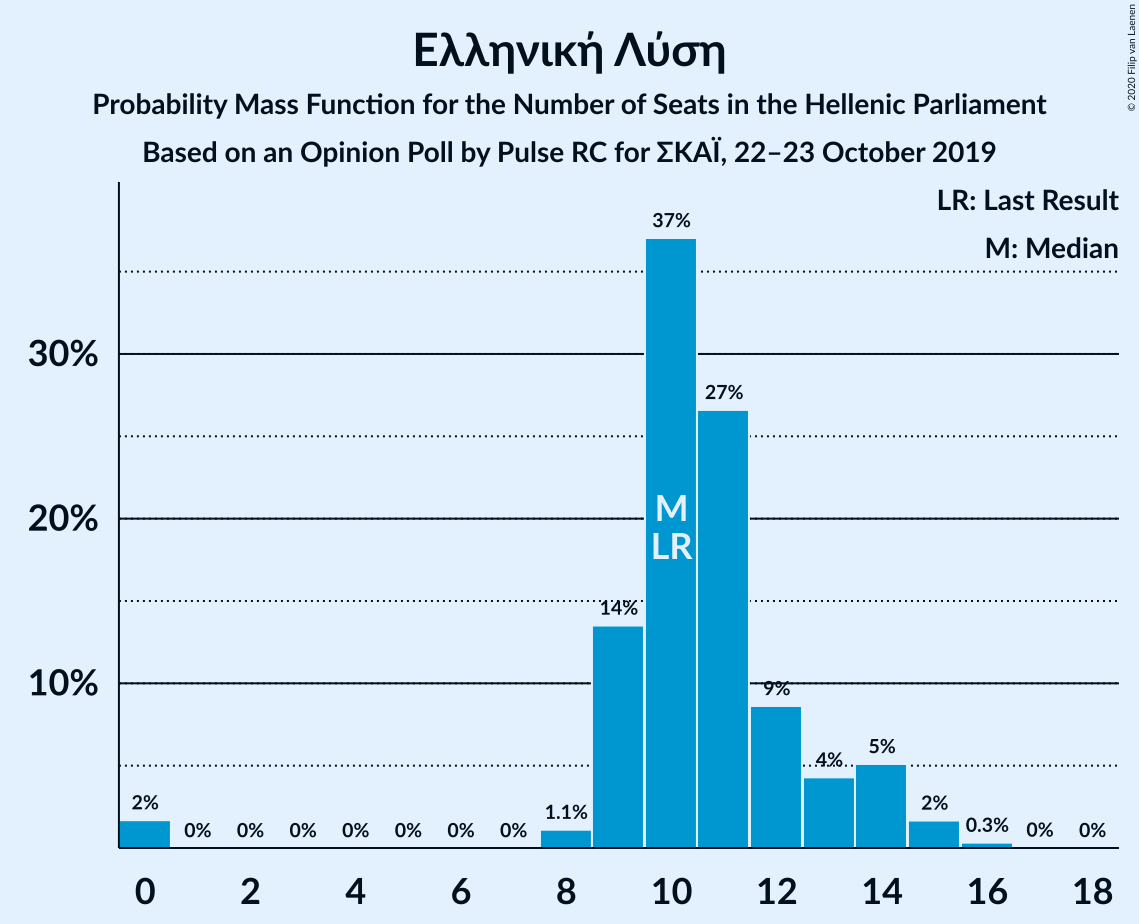 Ελληνική Λύση
Probability Mass Function for the Number of Seats in the Hellenic Parliament
Based on an Opinion Poll by Pulse RC for ΣΚΑΪ, 22–23 October 2019
© 2020 Filip van Laenen
LR: Last Result
M: Median
30%
20%
10%
2%
0%
0%
0%
0%
0%
0%
0%
1.1%
14%
37%
27%
9%
4%
5%
2%
0.3%
0%
0%
M
LR
0 2 4 6 8 10 12 14 16 18